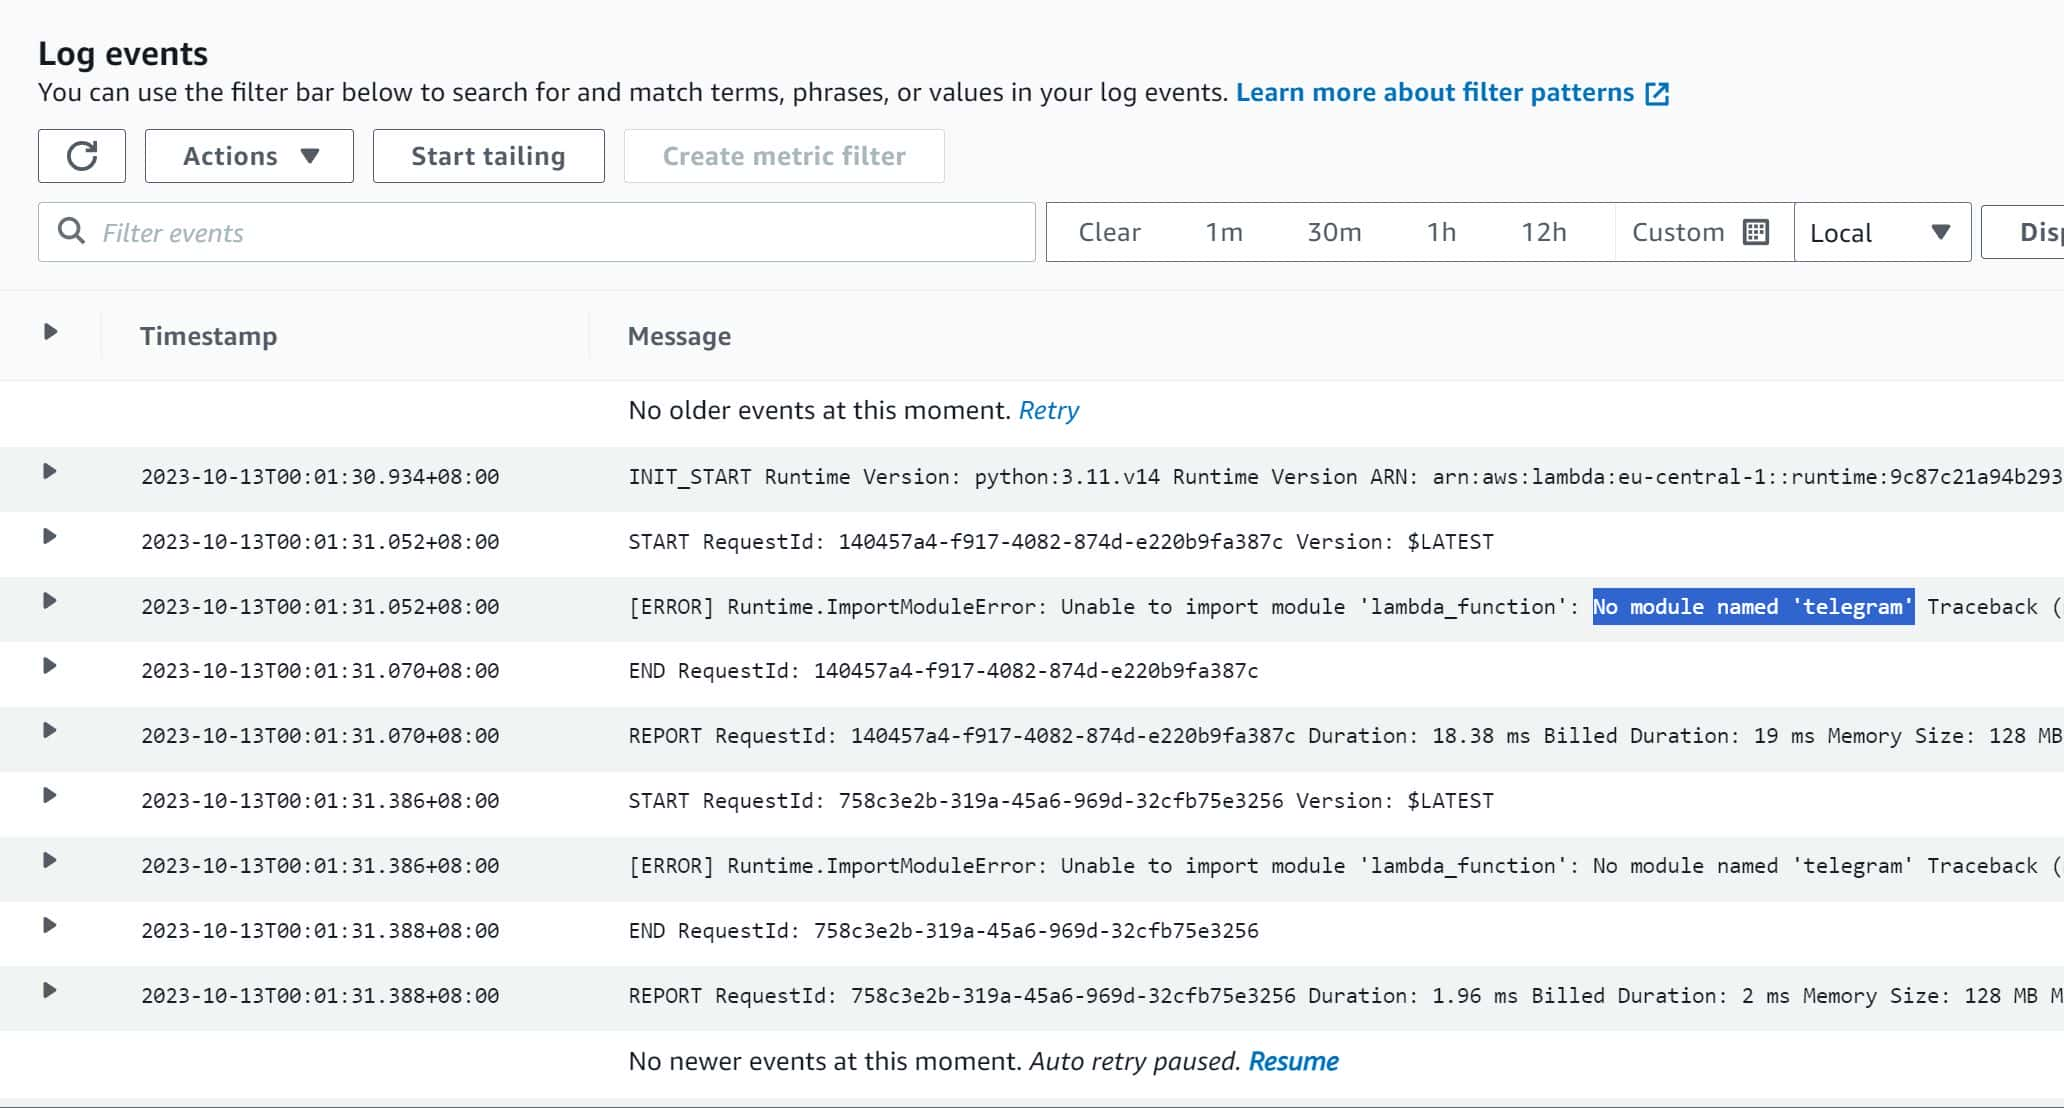 Log events
You can use the filter bar below to search for and match terms, phrases, or values in your log events. Learn more about filter patterns
Actions Start tailing Create metric filter
Filter events Clear 1m 30m 1h 12h Custom Local Disp
Timestamp Message
No older events at this moment. Retry
2023-10-13T00:01:30.934+08:00 INIT_START Runtime Version: python:3.11.v14 Runtime Version ARN: arn:aws:lambda:eu-central-1::runtime:9c87c21a94b293
2023-10-13T00:01:31.052+08:00 START RequestId: 140457a4-f917-4082-874d-e220b9fa387c Version: $LATEST
2023-10-13T00:01:31.052+08:00 [ERROR] Runtime.ImportModuleError: Unable to import module 'lambda_function': No module named 'telegram' Traceback (
2023-10-13T00:01:31.070+08:00 END RequestId: 140457a4-f917-4082-874d-e220b9fa387c
2023-10-13T00:01:31.070+08:00 REPORT RequestId: 140457a4-f917-4082-874d-e220b9fa387c Duration: 18.38 ms Billed Duration: 19 ms Memory Size: 128 MB
2023-10-13T00:01:31.386+08:00 START RequestId: 758c3e2b-319a-45a6-969d-32cfb75e3256 Version: $LATEST
2023-10-13T00:01:31.386+08:00 [ERROR] Runtime.ImportModuleError: Unable to import module 'lambda_function': No module named 'telegram' Traceback (
2023-10-13T00:01:31.388+08:00 END RequestId: 758c3e2b-319a-45a6-969d-32cfb75e3256
2023-10-13T00:01:31.388+08:00 REPORT RequestId: 758c3e2b-319a-45a6-969d-32cfb75e3256 Duration: 1.96 ms Billed Duration: 2 ms Memory Size: 128 MB M
No newer events at this moment. Auto retry paused. Resume